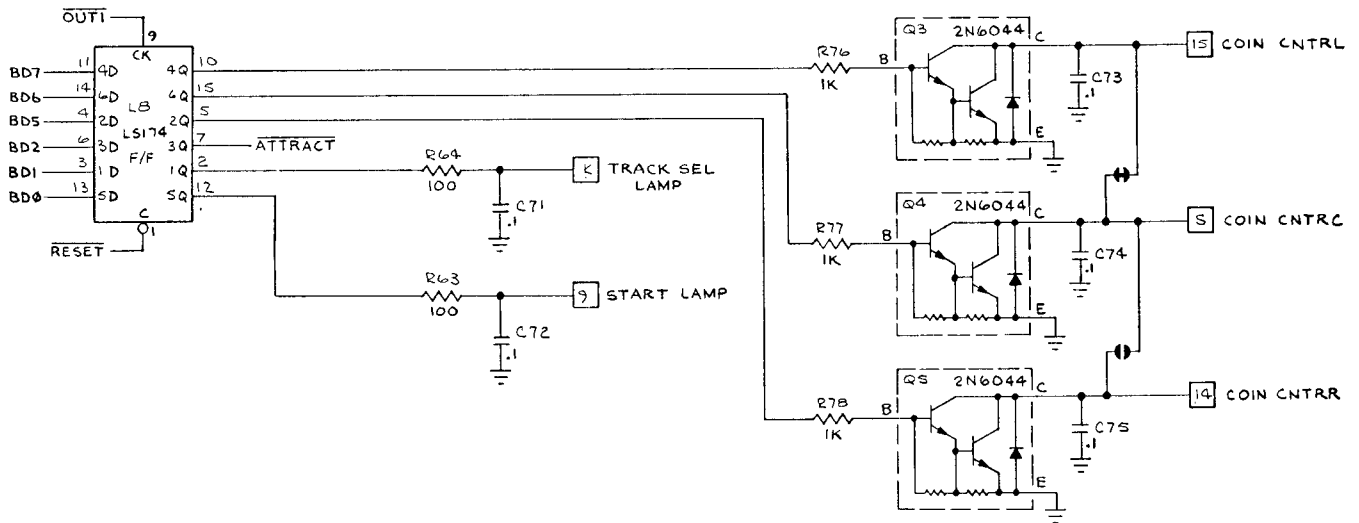 OUT1
9
CK
BD7 11 4D 4Q 10
BD6 14 6D 6Q 15
L8
BD5 4 2D 2Q 5
LS174
BD2 6 3D 3Q 7 ATTRACT
F/F
BD1 3 1D 1Q 2
BD0 13 5D 5Q 12
C
1
RESET
R64
100
C71
.1
K TRACK SEL
LAMP
R63
100
C72
.1
9 START LAMP
R76
1K
B
Q3 2N6044
C
E
C73
.1
15 COIN CNTRL
R77
1K
B
Q4 2N6044
C
E
C74
.1
S COIN CNTRC
R78
1K
B
Q5 2N6044
C
E
C75
.1
14 COIN CNTRR